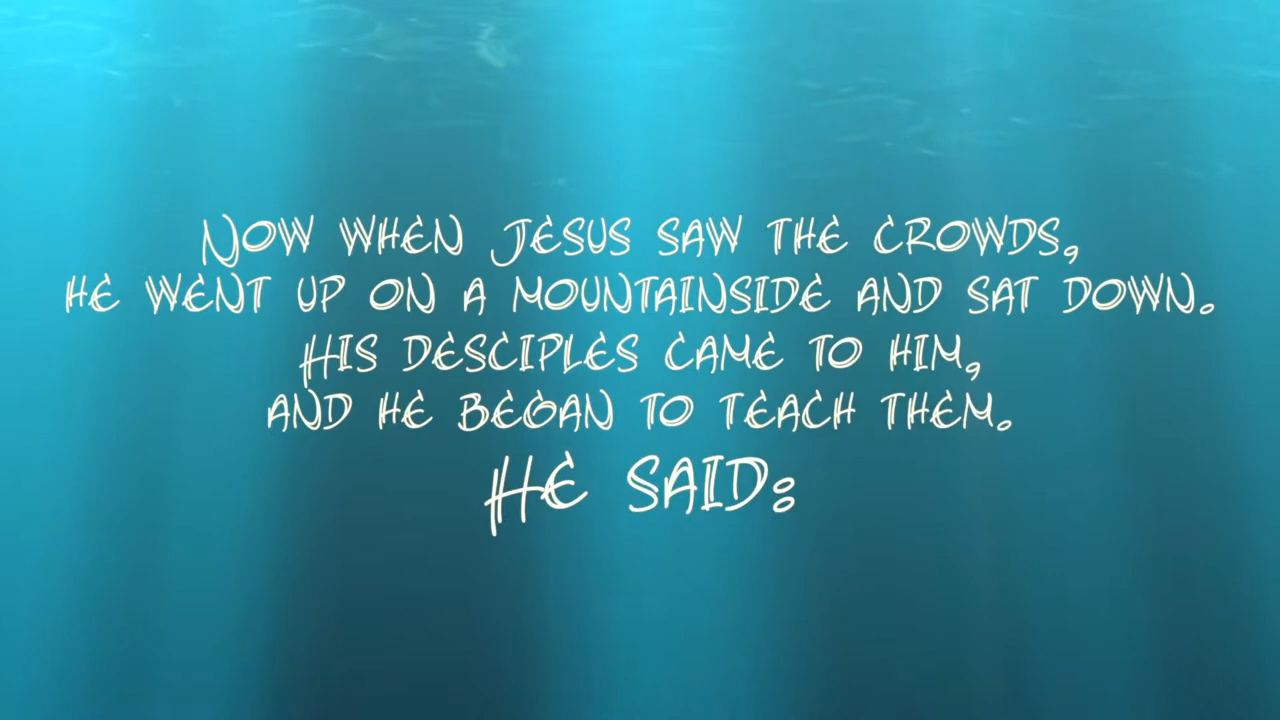 Now when Jesus saw the crowds,
he went up on a mountainside and sat down.
His desciples came to him,
and he began to teach them.
He said: